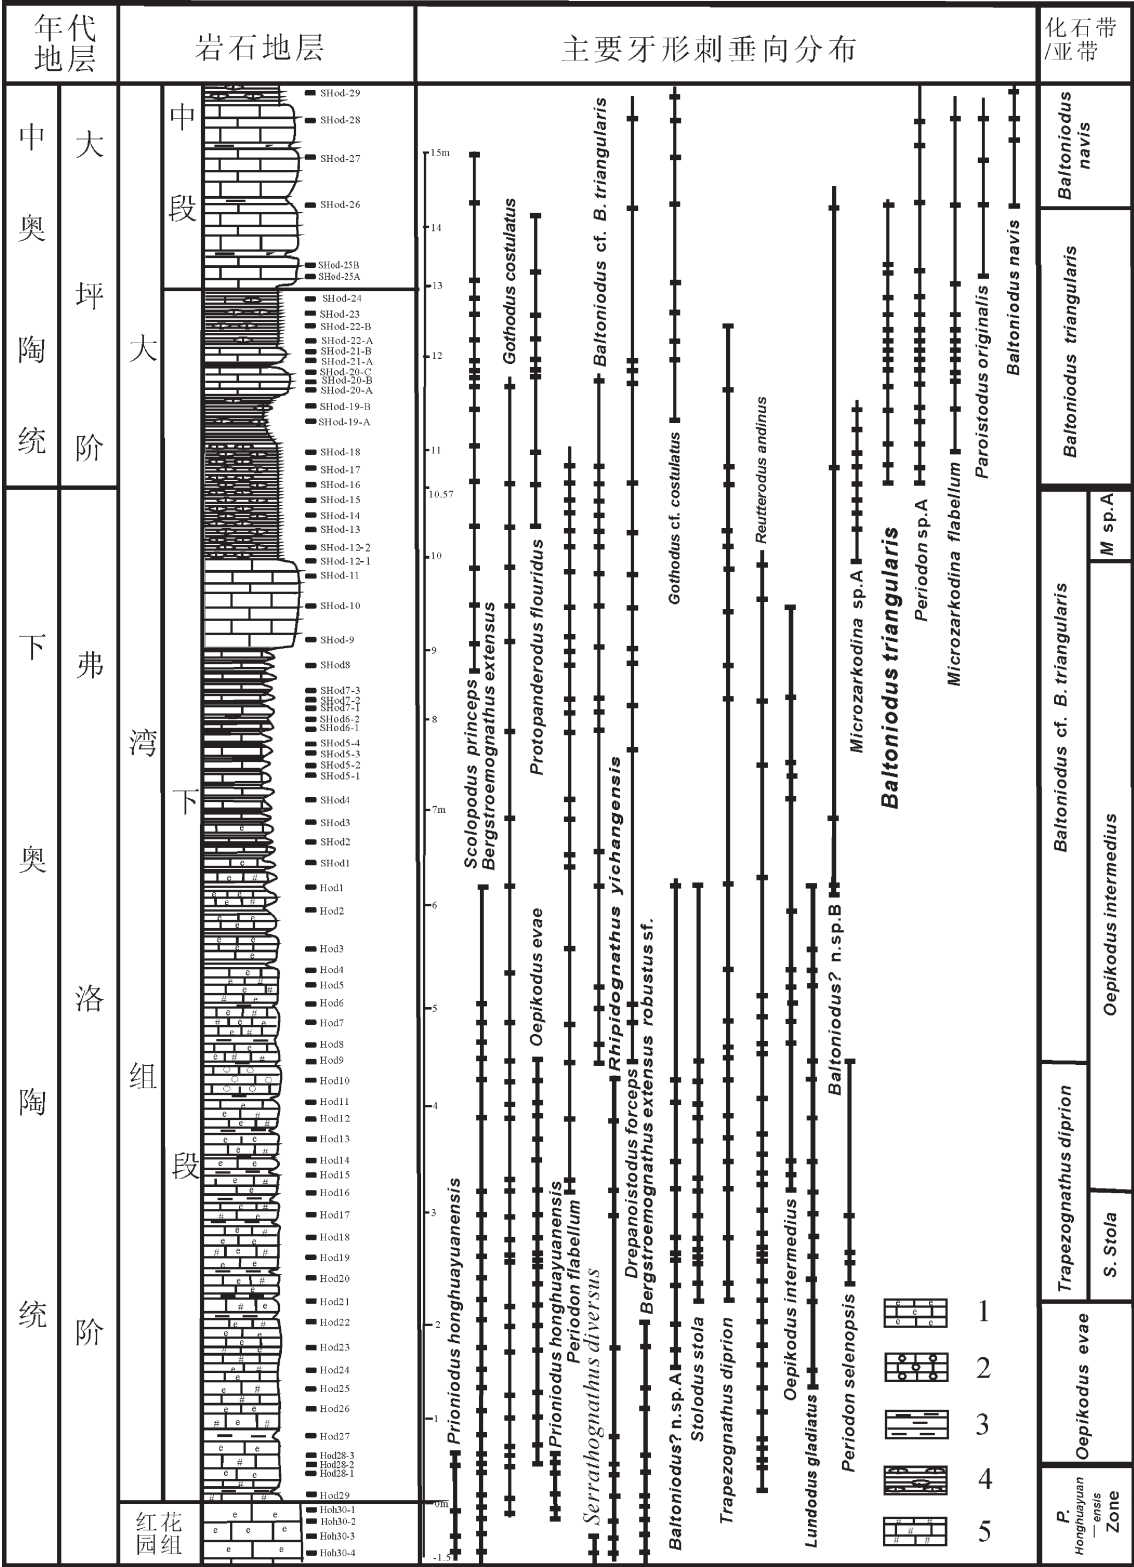 年代
地层
岩石地层
主要牙形刺垂向分布
化石带
/亚带
中
奥
陶
统
下
奥
陶
统
大
坪
阶
弗
洛
阶
大
湾
组
红花
园组
中
段
下
段
SHod-29
SHod-28
SHod-27
SHod-26
SHod-25B
SHod-25A
SHod-24
SHod-23
SHod-22-B
SHod-22-A
SHod-21-B
SHod-21-A
SHod-20-C
SHod-20-B
SHod-20-A
SHod-19-B
SHod-19-A
SHod-18
SHod-17
SHod-16
SHod-15
SHod-14
SHod-13
SHod-12-2
SHod-12-1
SHod-11
SHod-10
SHod-9
SHod8
SHod7-3
SHod7-2
SHod7-1
SHod6-2
SHod6-1
SHod5-4
SHod5-3
SHod5-2
SHod5-1
SHod4
SHod3
SHod2
SHod1
Hod1
Hod2
Hod3
Hod4
Hod5
Hod6
Hod7
Hod8
Hod9
Hod10
Hod11
Hod12
Hod13
Hod14
Hod15
Hod16
Hod17
Hod18
Hod19
Hod20
Hod21
Hod22
Hod23
Hod24
Hod25
Hod26
Hod27
Hod28-3
Hod28-2
Hod28-1
Hod29
Hoh30-1
Hoh30-2
Hoh30-3
Hoh30-4
15m
14
13
12
11
10.57
10
9
8
7m
6
5
4
3
2
1
0m
-1.5
Prioniodus honghuayuanensis
Scolopodus princeps
Bergstroemognathus extensus
Gothodus costulatus
Protopanderodus flouridus
Oepikodus evae
Prioniodus honghuayuanensis
Periodon flabellum
Serrathognathus diversus
Baltoniodus cf. B. triangularis
Rhipidognathus yichangensis
Drepanoistodus forceps
Bergstroemognathus extensus robustus sf.
Gothodus cf. costulatus
Baltoniodus? n.sp.A
Stolodus stola
Trapezognathus diprion
Reutterodus andinus
Oepikodus intermedius
Lundodus gladiatus
Baltoniodus? n.sp.B
Periodon selenopsis
Microzarkodina sp.A
Baltoniodus triangularis
Periodon sp.A
Microzarkodina flabellum
Paroistodus originalis
Baltoniodus navis
Baltoniodus
navis
Baltoniodus triangularis
Baltoniodus cf. B. triangularis
M sp.A
Oepikodus intermedius
Trapezognathus diprion
S. Stola
Oepikodus evae
P.
Honghuayuan
—ensis
Zone
1
2
3
4
5